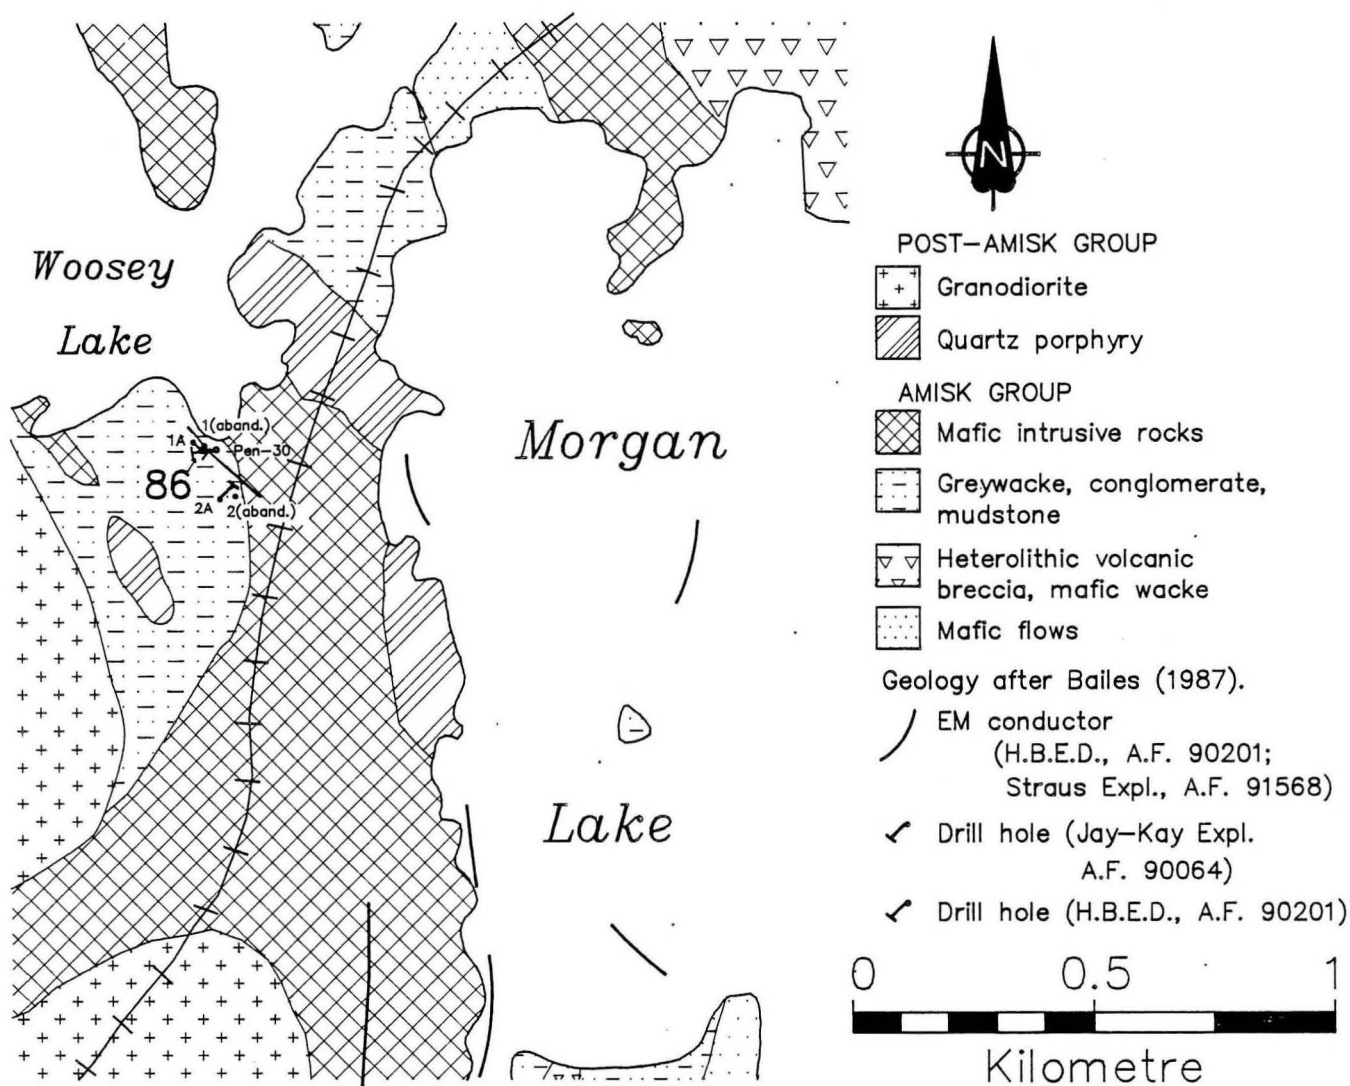 Woosey
Lake
1(aband.)
1A
Pen-30
86
2A
2(aband.)
Morgan
Lake
N
POST-AMISK GROUP
Granodiorite
Quartz porphyry
AMISK GROUP
Mafic intrusive rocks
Greywacke, conglomerate,
mudstone
Heterolithic volcanic
breccia, mafic wacke
Mafic flows
Geology after Bailes (1987).
EM conductor
(H.B.E.D., A.F. 90201;
Straus Expl., A.F. 91568)
Drill hole (Jay-Kay Expl.
A.F. 90064)
Drill hole (H.B.E.D., A.F. 90201)
0 0.5 1
Kilometre